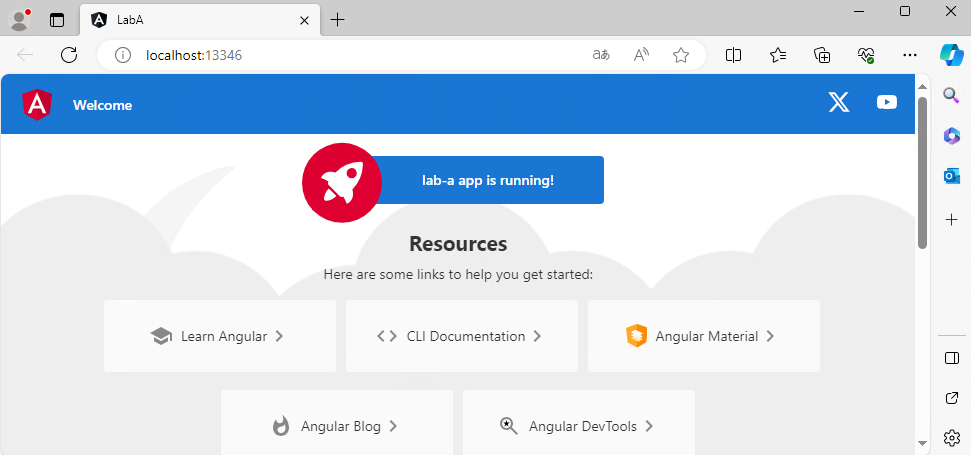 LabA
localhost:13346
Welcome
lab-a app is running!
Resources
Here are some links to help you get started:
Learn Angular
CLI Documentation
Angular Material
Angular Blog
Angular DevTools